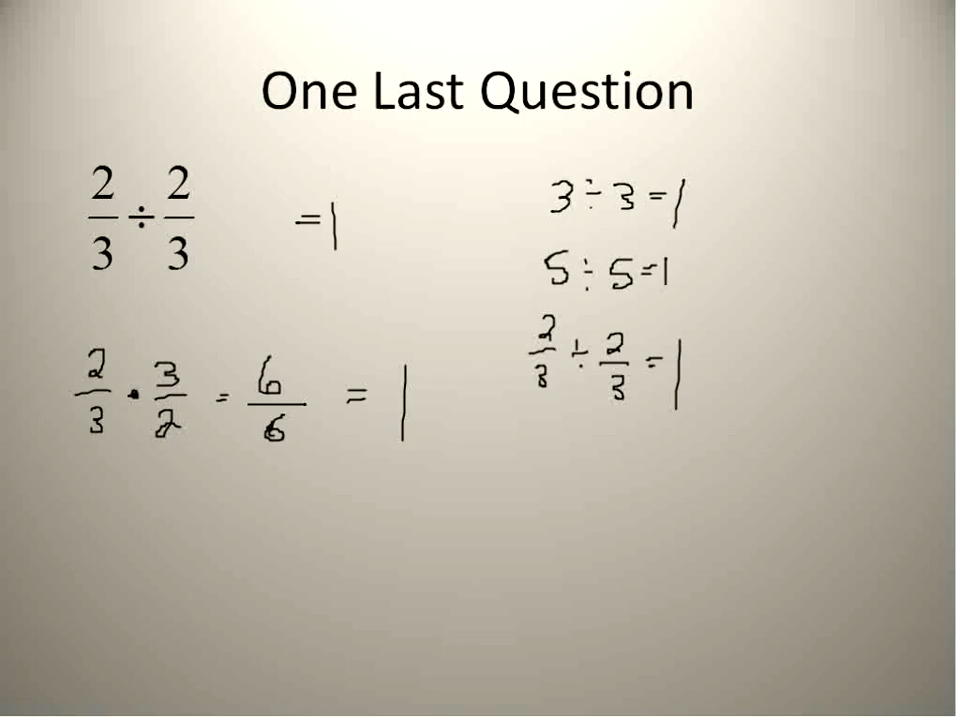 One Last Question
2/3 ÷ 2/3 = 1
2/3 · 3/2 = 6/6 = 1
3 ÷ 3 = 1
5 ÷ 5 = 1
2/3 ÷ 2/3 = 1